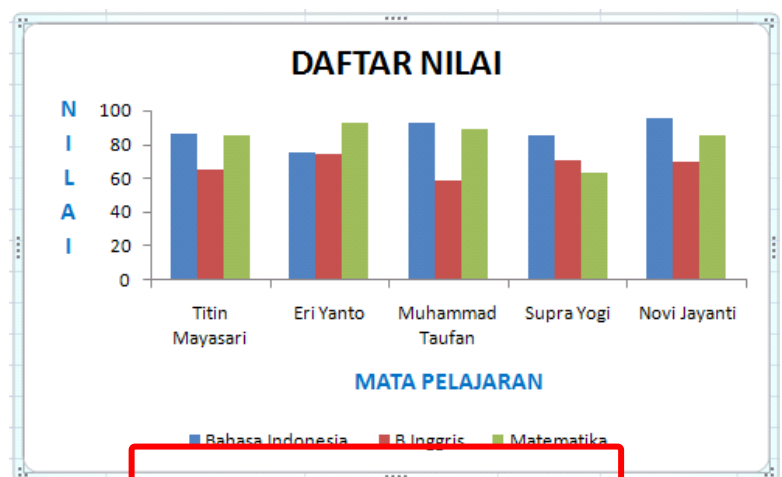 DAFTAR NILAI
N
I
L
A
I
100
80
60
40
20
0
Titin Mayasari
Eri Yanto
Muhammad Taufan
Supra Yogi
Novi Jayanti
MATA PELAJARAN
Bahasa Indonesia B.Inggris Matematika